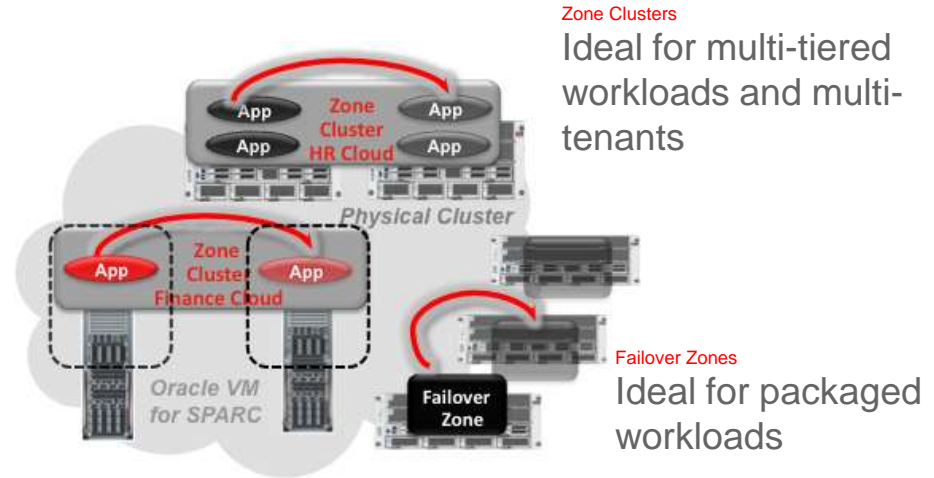 Zone Clusters
Ideal for multi-tiered
workloads and multi-
tenants
App
Zone
Cluster
HR Cloud
App
App
App
Physical Cluster
App
Zone
Cluster
Finance Cloud
App
Oracle VM
for SPARC
Failover
Zone
Failover Zones
Ideal for packaged
workloads